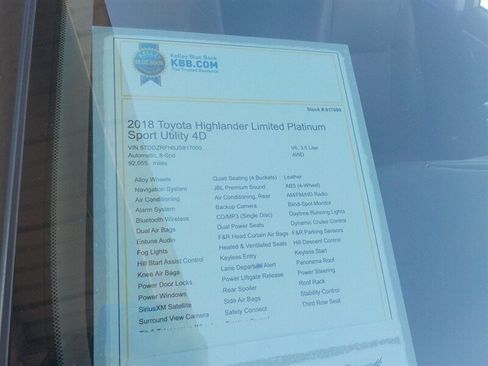 Kelley Blue Book
KBB.COM
The Trusted Resource
KELLEY
BLUE BOOK
Stock #:917000
2018 Toyota Highlander Limited Platinum
Sport Utility 4D
V6, 3.5 Liter
Automatic, 8-Spd AWD
92,055 miles
Alloy Wheels Quad Seating (4 Buckets) Leather
Navigation System JBL Premium Sound ABS (4-Wheel)
Air Conditioning Air Conditioning, Rear AM/FM/HD Radio
Alarm System Backup Camera Blind-Spot Monitor
Bluetooth Wireless CD/MP3 (Single Disc) Daytime Running Lights
Dual Air Bags Dual Power Seats Dynamic Cruise Control
Entune Audio F&R Head Curtain Air Bags F&R Parking Sensors
Fog Lights Heated & Ventilated Seats Hill Descent Control
Hill Start Assist Control Keyless Entry Keyless Start
Knee Air Bags Lane Departure Alert Panorama Roof
Power Door Locks Power Liftgate Release Power Steering
Power Windows Rear Spoiler Roof Rack
SiriusXM Satellite Side Air Bags Stability Control
Surround View Camera Safety Connect Third Row Seat